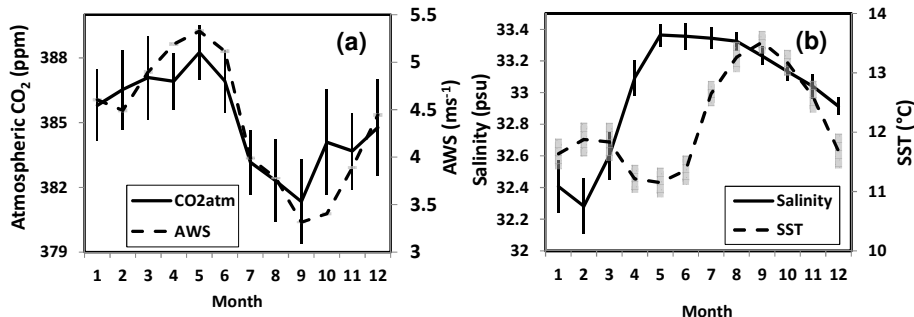 (a)
Atmospheric CO2 (ppm)
388
385
382
379
5.5
5
4.5
4
3.5
3
AWS (ms-1)
CO2atm
AWS
1 2 3 4 5 6 7 8 9 10 11 12
Month
(b)
Salinity (psu)
33.4
33.2
33
32.8
32.6
32.4
32.2
32
14
13
12
11
10
SST (°C)
Salinity
SST
1 2 3 4 5 6 7 8 9 10 11 12
Month